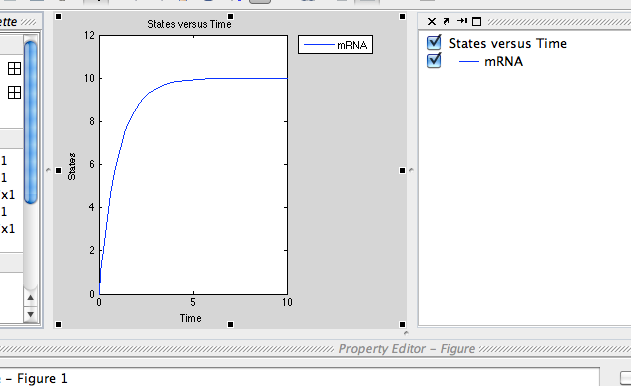 ette
States versus Time
12
10
8
6
4
2
0
States
0
5
10
Time
mRNA
States versus Time
mRNA
1
1
x1
1
x1
Property Editor – Figure
– Figure 1